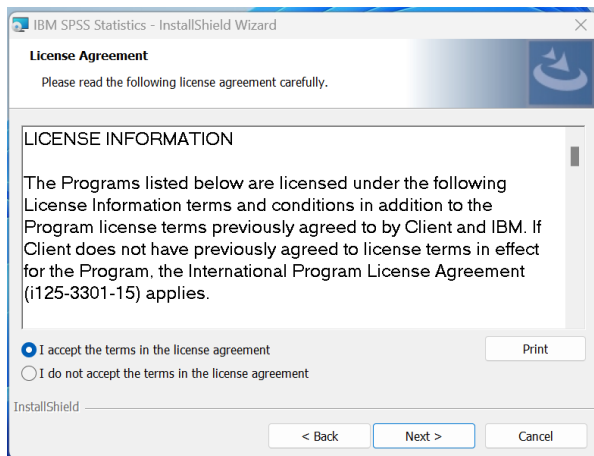 IBM SPSS Statistics - InstallShield Wizard
License Agreement
Please read the following license agreement carefully.
LICENSE INFORMATION
The Programs listed below are licensed under the following
License Information terms and conditions in addition to the
Program license terms previously agreed to by Client and IBM. If
Client does not have previously agreed to license terms in effect
for the Program, the International Program License Agreement
(i125-3301-15) applies.
I accept the terms in the license agreement
Print
I do not accept the terms in the license agreement
InstallShield
< Back
Next >
Cancel